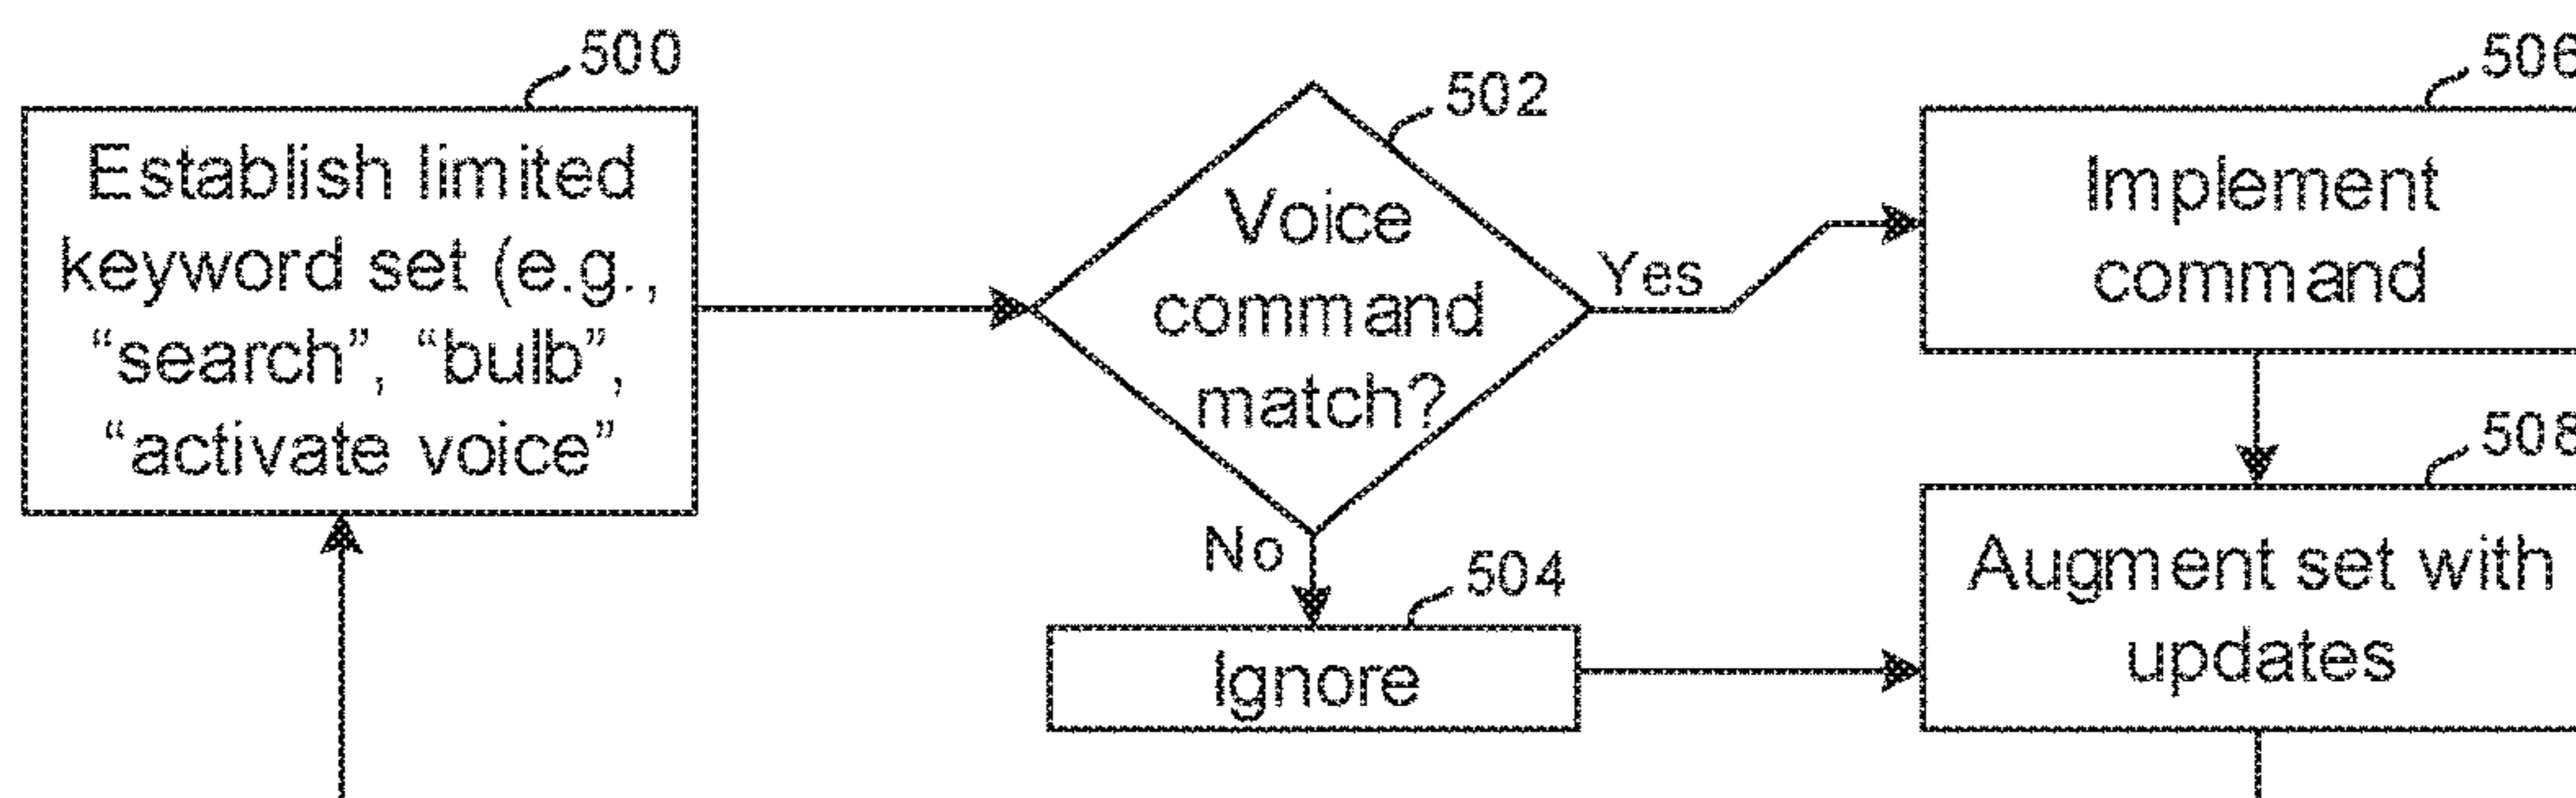 500
Establish limited
keyword set (e.g.,
“search”, “bulb”,
“activate voice”
502
Voice
command
match?
Yes
No
504
Ignore
506
Implement
command
508
Augment set with
updates